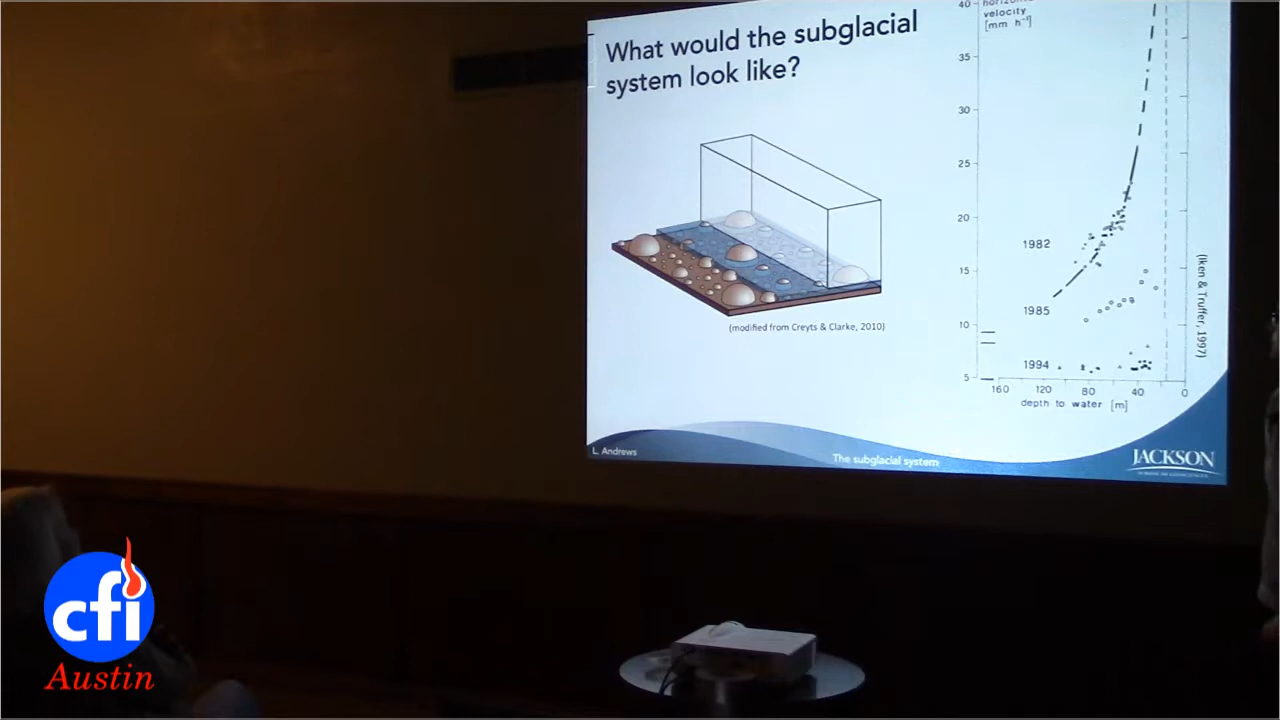 What would the subglacial
system look like?
(modified from Creyts & Clarke, 2010)
40
velocity
[mm h⁻¹]
35
30
25
20
15
10
5
1982
1985
1994
160 120 80 40 0
depth to water [m]
(Iken & Truffer, 1997)
L. Andrews
The subglacial system
JACKSON
cfi
Austin